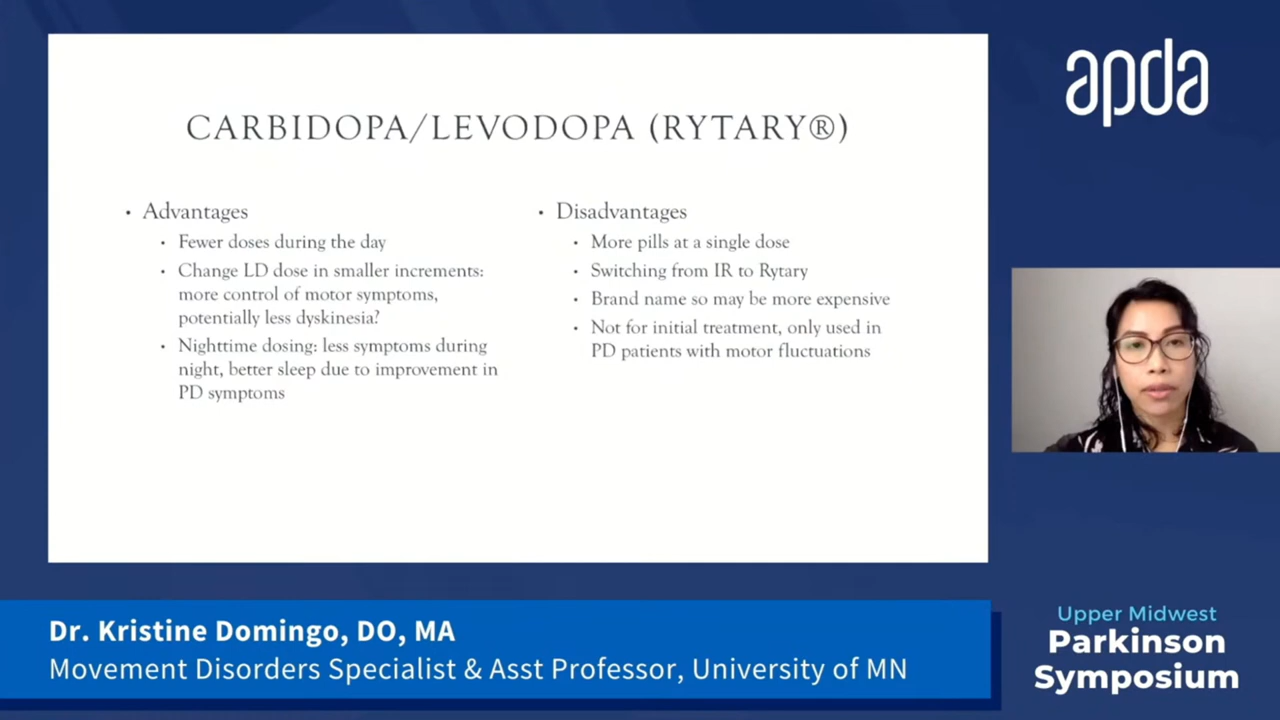 apda
CARBIDOPA/LEVODOPA (RYTARY®)
• Advantages
• Fewer doses during the day
• Change LD dose in smaller increments:
more control of motor symptoms,
potentially less dyskinesia?
• Nighttime dosing: less symptoms during
night, better sleep due to improvement in
PD symptoms
• Disadvantages
• More pills at a single dose
• Switching from IR to Rytary
• Brand name so may be more expensive
• Not for initial treatment, only used in
PD patients with motor fluctuations
Dr. Kristine Domingo, DO, MA
Movement Disorders Specialist & Asst Professor, University of MN
Upper Midwest
Parkinson
Symposium